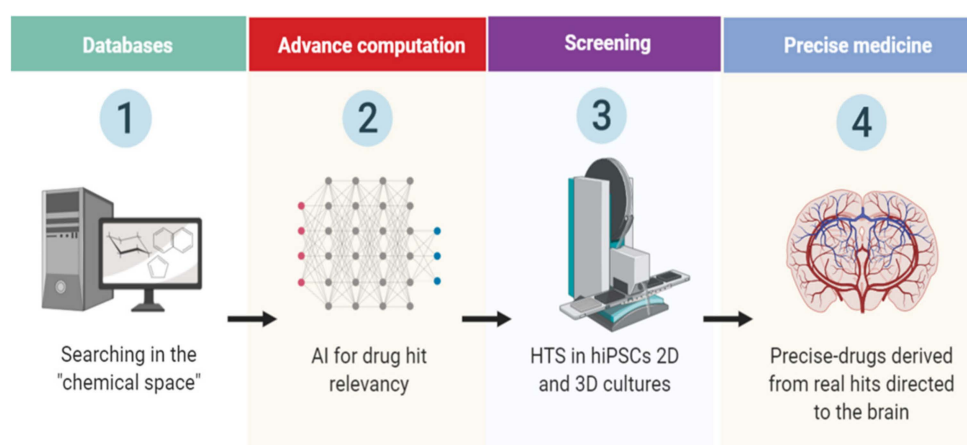 Databases
Advance computation
Screening
Precise medicine
1
2
3
4
Searching in the
"chemical space"
AI for drug hit
relevancy
HTS in hiPSCs 2D
and 3D cultures
Precise-drugs derived
from real hits directed
to the brain